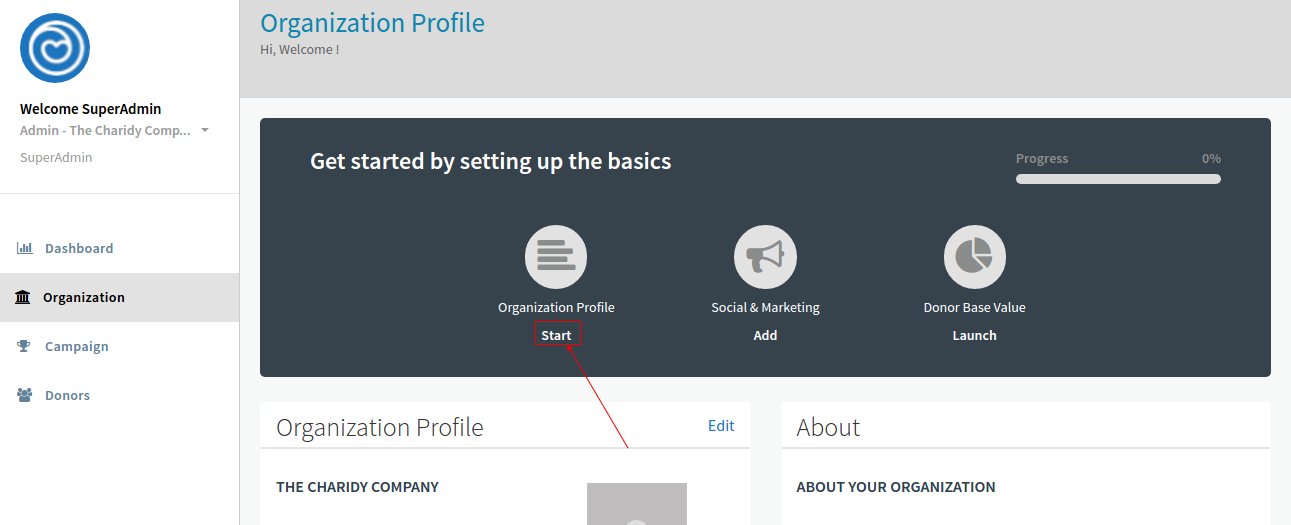 Organization Profile
Hi, Welcome !
Welcome SuperAdmin
Admin - The Charidy Comp...
SuperAdmin
Dashboard
Organization
Campaign
Donors
Get started by setting up the basics
Progress 0%
Organization Profile Social & Marketing Donor Base Value
Start Add Launch
Organization Profile Edit
THE CHARIDY COMPANY
About
ABOUT YOUR ORGANIZATION